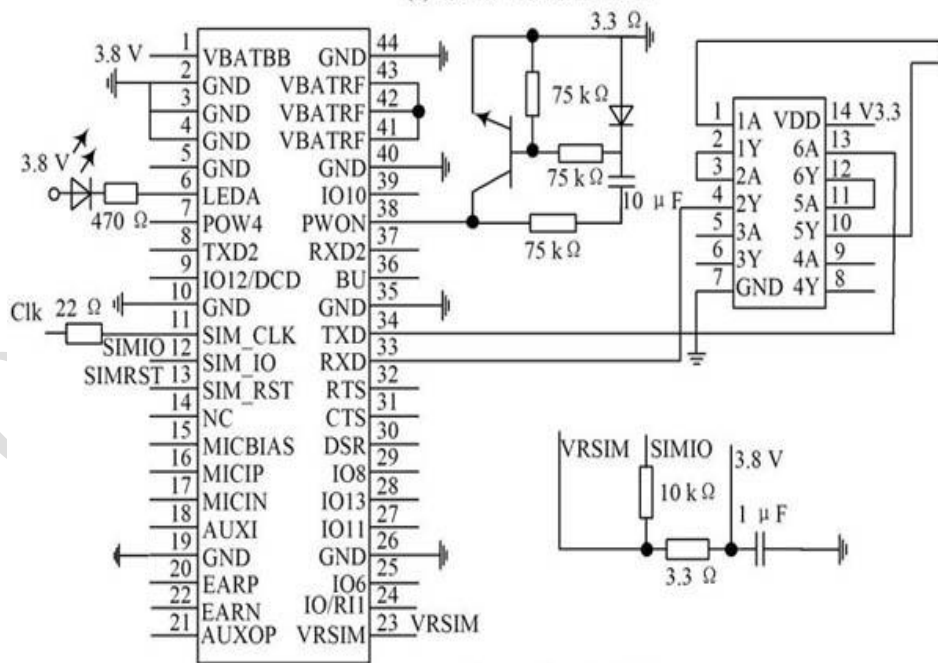 3.3 Ω
3.8 V
1 VBATBB
2 GND
3 GND
4 GND
5 GND
6 LEDA
7 POW4
8 TXD2
9 IO12/DCD
10 GND
11 SIM_CLK
12 SIM_IO
13 SIM_RST
14 NC
15 MICBIAS
16 MICIP
17 MICIN
18 AUXI
19 GND
20 EARP
22 EARN
21 AUXOP
44 GND
43 VBATRF
42 VBATRF
41 VBATRF
40 GND
39 IO10
38 PWON
37 RXD2
36 BU
35 GND
34 TXD
33 RXD
32 RTS
31 CTS
30 DSR
29 IO8
28 IO13
27 IO11
26 GND
25 IO6
24 IO/RI1
23 VRSIM
VRSIM
3.8 V
470 Ω
Clk
22 Ω
SIMIO
SIMRST
75 kΩ
75 kΩ
10 μF
75 kΩ
1 1A
2 1Y
3 2A
4 2Y
5 3A
6 3Y
7 GND
14 VDD
V3.3
13 6A
12 6Y
11 5A
10 5Y
9 4A
8 4Y
VRSIM
SIMIO
3.8 V
10 kΩ
1 μF
3.3 Ω